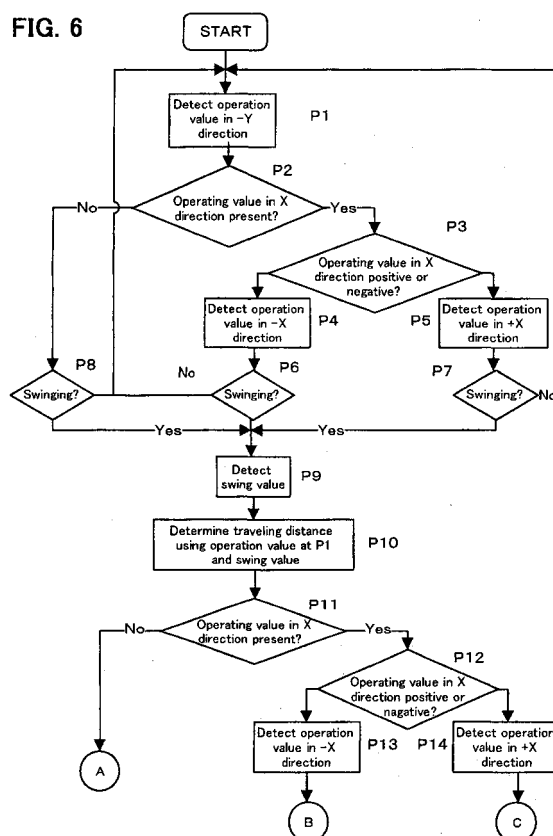 FIG. 6
START
Detect operation
value in -Y
direction
P1
P2
Operating value in X
direction present?
No
Yes
P3
Operating value in X
direction positive or
negative?
Detect operation
value in -X
direction
P4
P5
Detect operation
value in +X
direction
P8
Swinging?
No
P6
Swinging?
P7
Swinging?
No
Yes
Yes
Detect
swing value
P9
Determine traveling distance
using operation value at P1
and swing value
P10
P11
Operating value in X
direction present?
No
Yes
P12
Operating value in X
direction positive or
nagative?
Detect operation
value in -X
direction
P13
P14
Detect operation
value in +X
direction
A
B
C